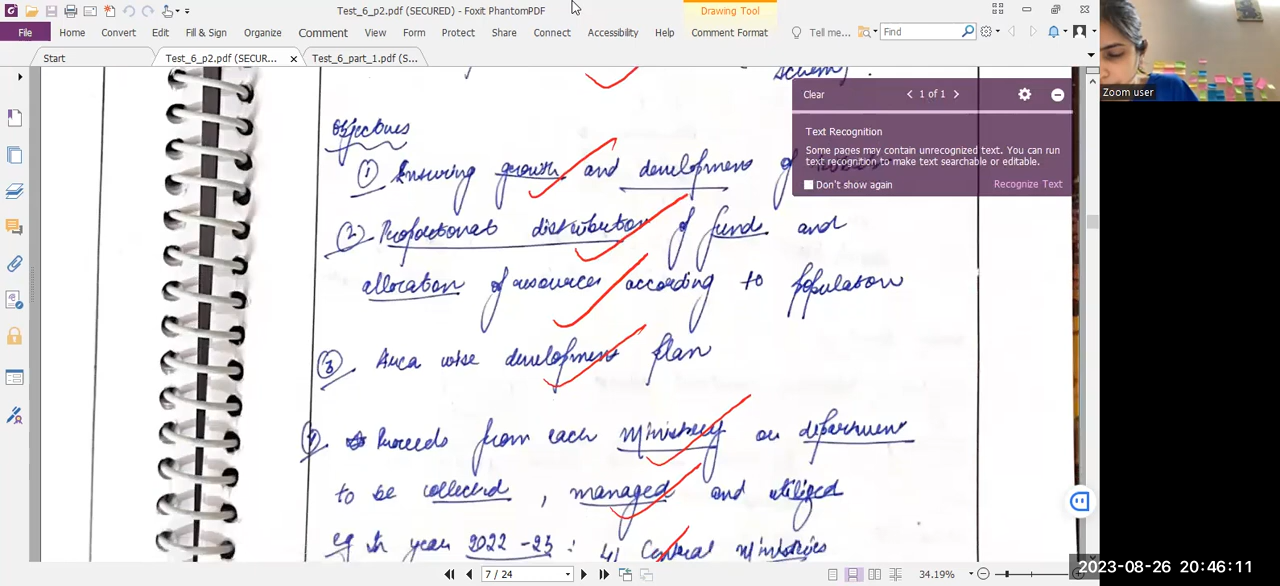 Test_6_p2.pdf (SECURED) - Foxit PhantomPDF
Drawing Tool
File Home Convert Edit Fill & Sign Organize Comment View Form Protect Share Connect Accessibility Help Comment Format Tell me... Find
Start
Test_6_p2.pdf (SECUR...
Test_6_part_1.pdf (S...
Zoom user
Clear
1 of 1
Text Recognition
Some pages may contain unrecognized text. You can run
text recognition to make text searchable or editable.
Don't show again
Recognize Text
Objectives
(1) Ensuring growth and development of
(2) Proportionate distribution of funds and
allocation of resources according to population
(3) Area wise development plan
Proceeds from each ministry or department
to be collected, managed and utilized
eg In year 2022-23: 41 Central Ministries
7 / 24
34.19%
2023-08-26 20:46:11